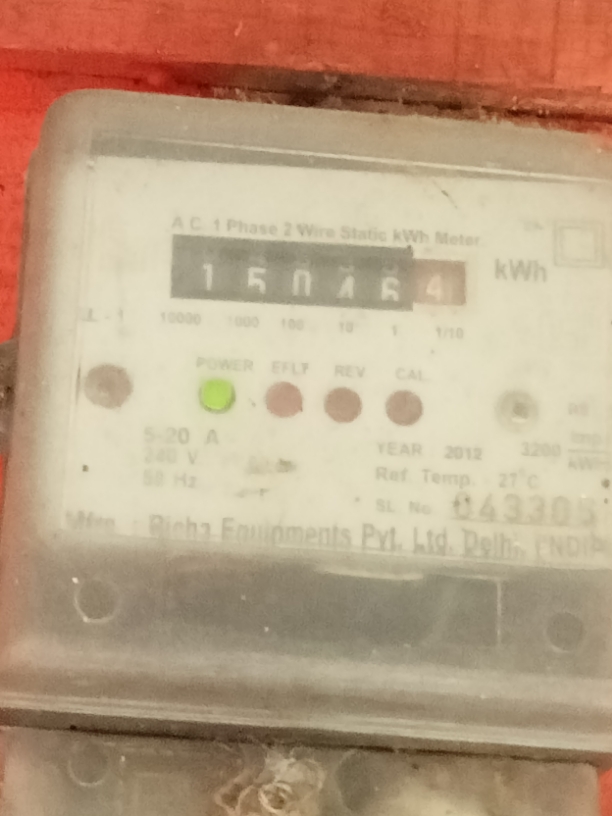 A C. 1 Phase 2 Wire Static kWh Meter
1 5 0 4 6 4 kWh
10000 1000 100 10 1 1/10
POWER EFLT REV CAL
5-20 A
240 V
50 Hz
YEAR 2012 3200
Ref. Temp. 27°C
SL. No. 043305
Mfrs. : Richa Equipments Pvt. Ltd. Delhi.